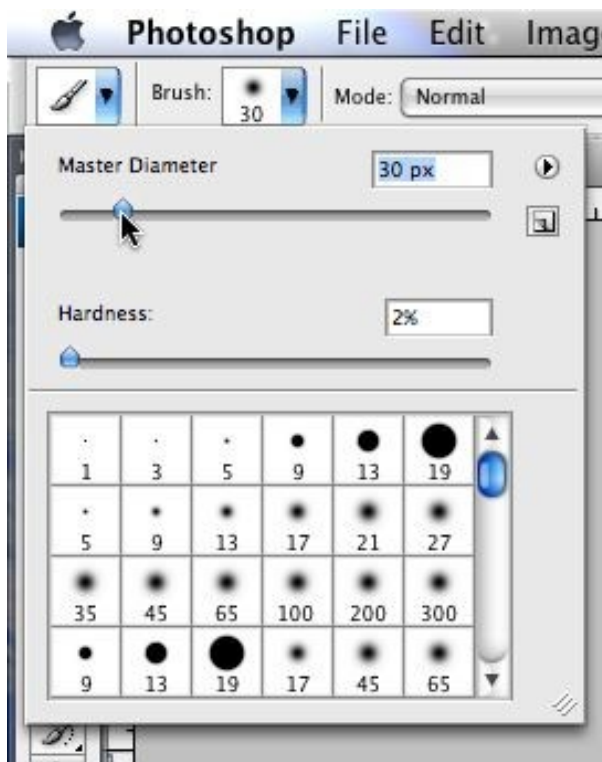 Photoshop File Edit Imag
Brush: 30 Mode: Normal
Master Diameter 30 px
Hardness: 2%
1 3 5 9 13 19
5 9 13 17 21 27
35 45 65 100 200 300
9 13 19 17 45 65